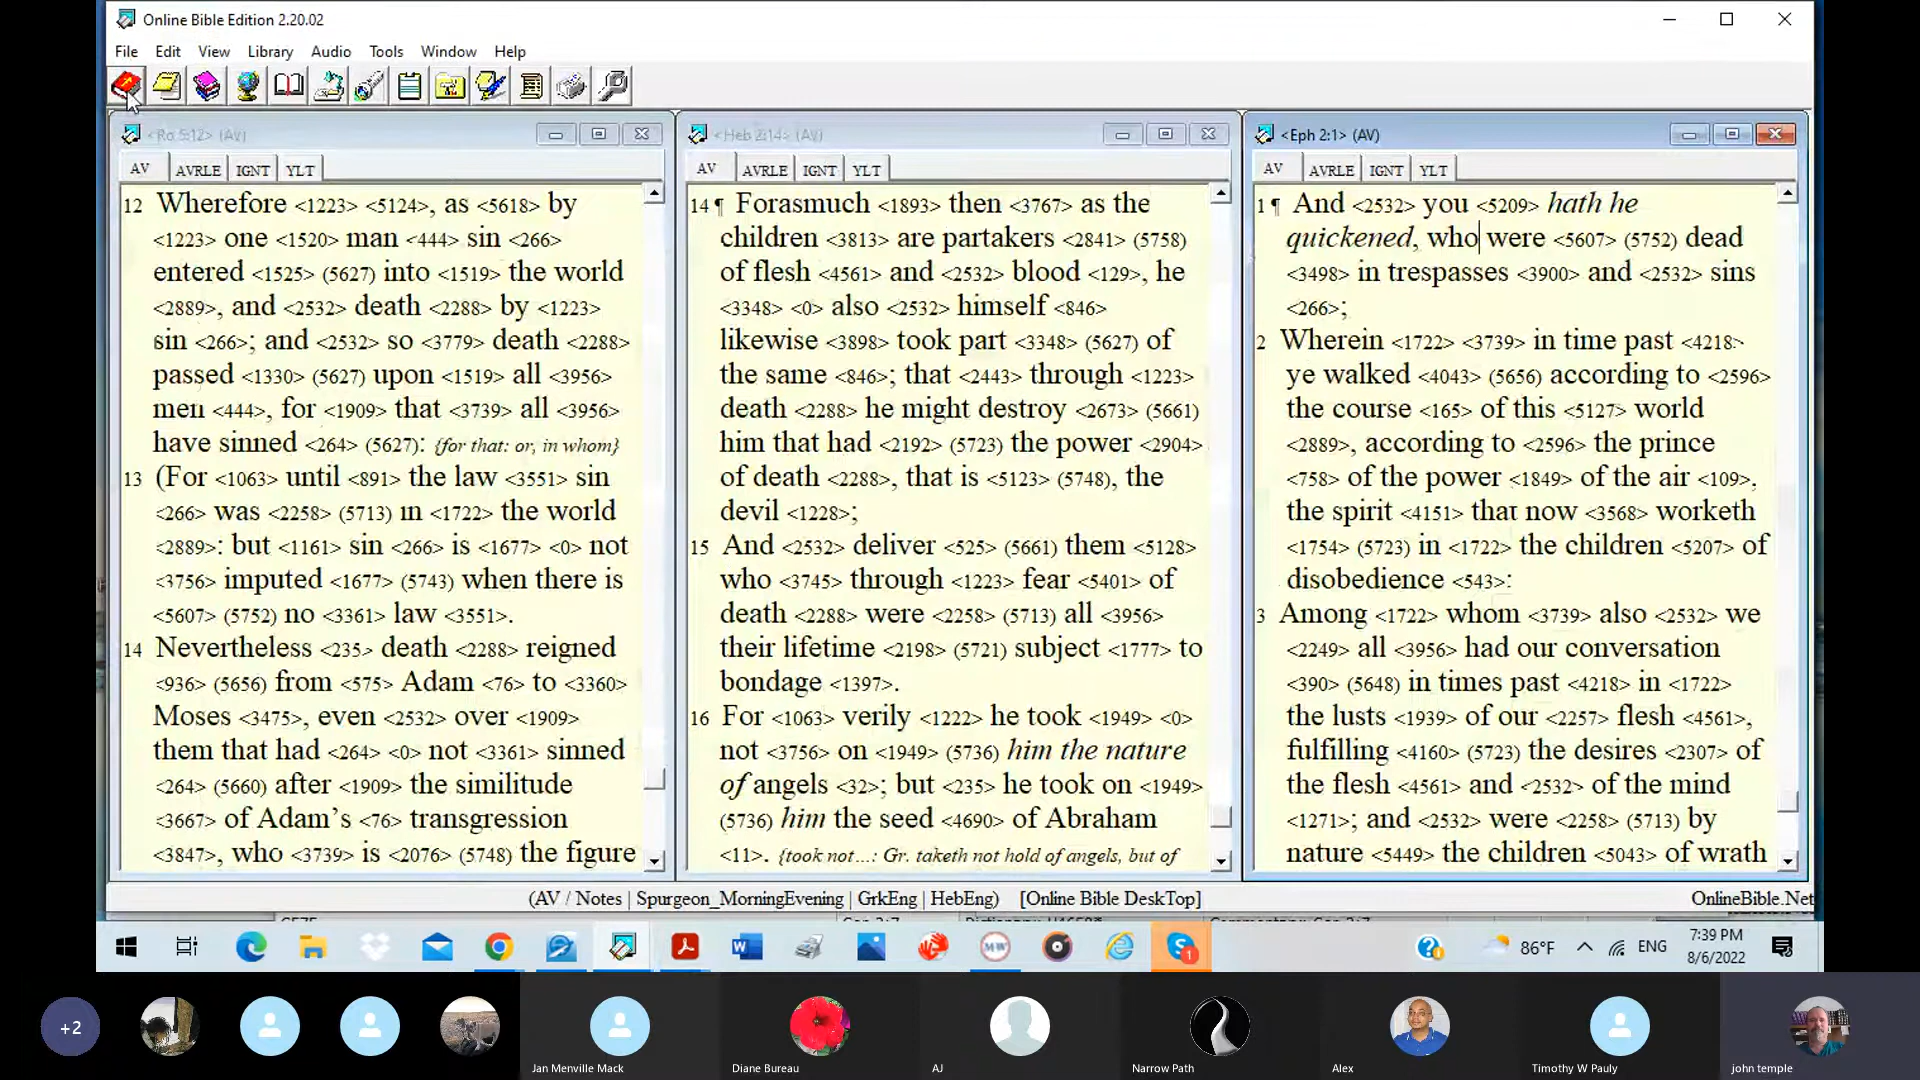 Online Bible Edition 2.20.02
File Edit View Library Audio Tools Window Help
<Ro 5:12> (AV)
AV AVRLE IGNT YLT
12 Wherefore <1223> <5124>, as <5618> by
<1223> one <1520> man <444> sin <266>
entered <1525> (5627) into <1519> the world
<2889>, and <2532> death <2288> by <1223>
sin <266>; and <2532> so <3779> death <2288>
passed <1330> (5627) upon <1519> all <3956>
men <444>, for <1909> that <3739> all <3956>
have sinned <264> (5627): {for that: or, in whom}
13 (For <1063> until <891> the law <3551> sin
<266> was <2258> (5713) in <1722> the world
<2889>: but <1161> sin <266> is <1677> <0> not
<3756> imputed <1677> (5743) when there is
<5607> (5752) no <3361> law <3551>.
14 Nevertheless <235> death <2288> reigned
<936> (5656) from <575> Adam <76> to <3360>
Moses <3475>, even <2532> over <1909>
them that had <264> <0> not <3361> sinned
<264> (5660) after <1909> the similitude
<3667> of Adam's <76> transgression
<3847>, who <3739> is <2076> (5748) the figure
<Heb 2:14> (AV)
AV AVRLE IGNT YLT
14 ¶ Forasmuch <1893> then <3767> as the
children <3813> are partakers <2841> (5758)
of flesh <4561> and <2532> blood <129>, he
<3348> <0> also <2532> himself <846>
likewise <3898> took part <3348> (5627) of
the same <846>; that <2443> through <1223>
death <2288> he might destroy <2673> (5661)
him that had <2192> (5723) the power <2904>
of death <2288>, that is <5123> (5748), the
devil <1228>;
15 And <2532> deliver <525> (5661) them <5128>
who <3745> through <1223> fear <5401> of
death <2288> were <2258> (5713) all <3956>
their lifetime <2198> (5721) subject <1777> to
bondage <1397>.
16 For <1063> verily <1222> he took <1949> <0>
not <3756> on <1949> (5736) him the nature
of angels <32>; but <235> he took on <1949>
(5736) him the seed <4690> of Abraham
<11>. {took not...: Gr. taketh not hold of angels, but of
<Eph 2:1> (AV)
AV AVRLE IGNT YLT
1 ¶ And <2532> you <5209> hath he
quickened, who were <5607> (5752) dead
<3498> in trespasses <3900> and <2532> sins
<266>;
2 Wherein <1722> <3739> in time past <4218>
ye walked <4043> (5656) according to <2596>
the course <165> of this <5127> world
<2889>, according to <2596> the prince
<758> of the power <1849> of the air <109>,
the spirit <4151> that now <3568> worketh
<1754> (5723) in <1722> the children <5207> of
disobedience <543>:
3 Among <1722> whom <3739> also <2532> we
<2249> all <3956> had our conversation
<390> (5648) in times past <4218> in <1722>
the lusts <1939> of our <2257> flesh <4561>,
fulfilling <4160> (5723) the desires <2307> of
the flesh <4561> and <2532> of the mind
<1271>; and <2532> were <2258> (5713) by
nature <5449> the children <5043> of wrath
(AV / Notes | Spurgeon_MorningEvening | GrkEng | HebEng) [Online Bible DeskTop] OnlineBible.Net
86°F ENG 7:39 PM
8/6/2022
+2
Jan Menville Mack Diane Bureau AJ Narrow Path Alex Timothy W Pauly john temple